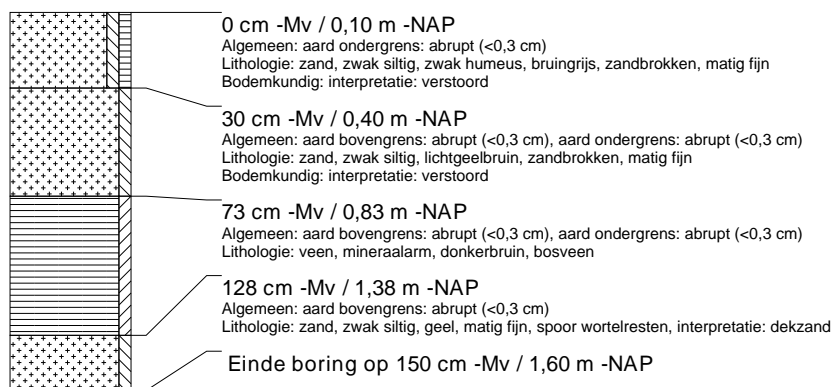 0 cm -Mv / 0,10 m -NAP
Algemeen: aard ondergrens: abrupt (<0,3 cm)
Lithologie: zand, zwak siltig, zwak humeus, bruingrijs, zandbrokken, matig fijn
Bodemkundig: interpretatie: verstoord
30 cm -Mv / 0,40 m -NAP
Algemeen: aard bovengrens: abrupt (<0,3 cm), aard ondergrens: abrupt (<0,3 cm)
Lithologie: zand, zwak siltig, lichtgeelbruin, zandbrokken, matig fijn
Bodemkundig: interpretatie: verstoord
73 cm -Mv / 0,83 m -NAP
Algemeen: aard bovengrens: abrupt (<0,3 cm), aard ondergrens: abrupt (<0,3 cm)
Lithologie: veen, mineraalarm, donkerbruin, bosveen
128 cm -Mv / 1,38 m -NAP
Algemeen: aard bovengrens: abrupt (<0,3 cm)
Lithologie: zand, zwak siltig, geel, matig fijn, spoor wortelresten, interpretatie: dekzand
Einde boring op 150 cm -Mv / 1,60 m -NAP